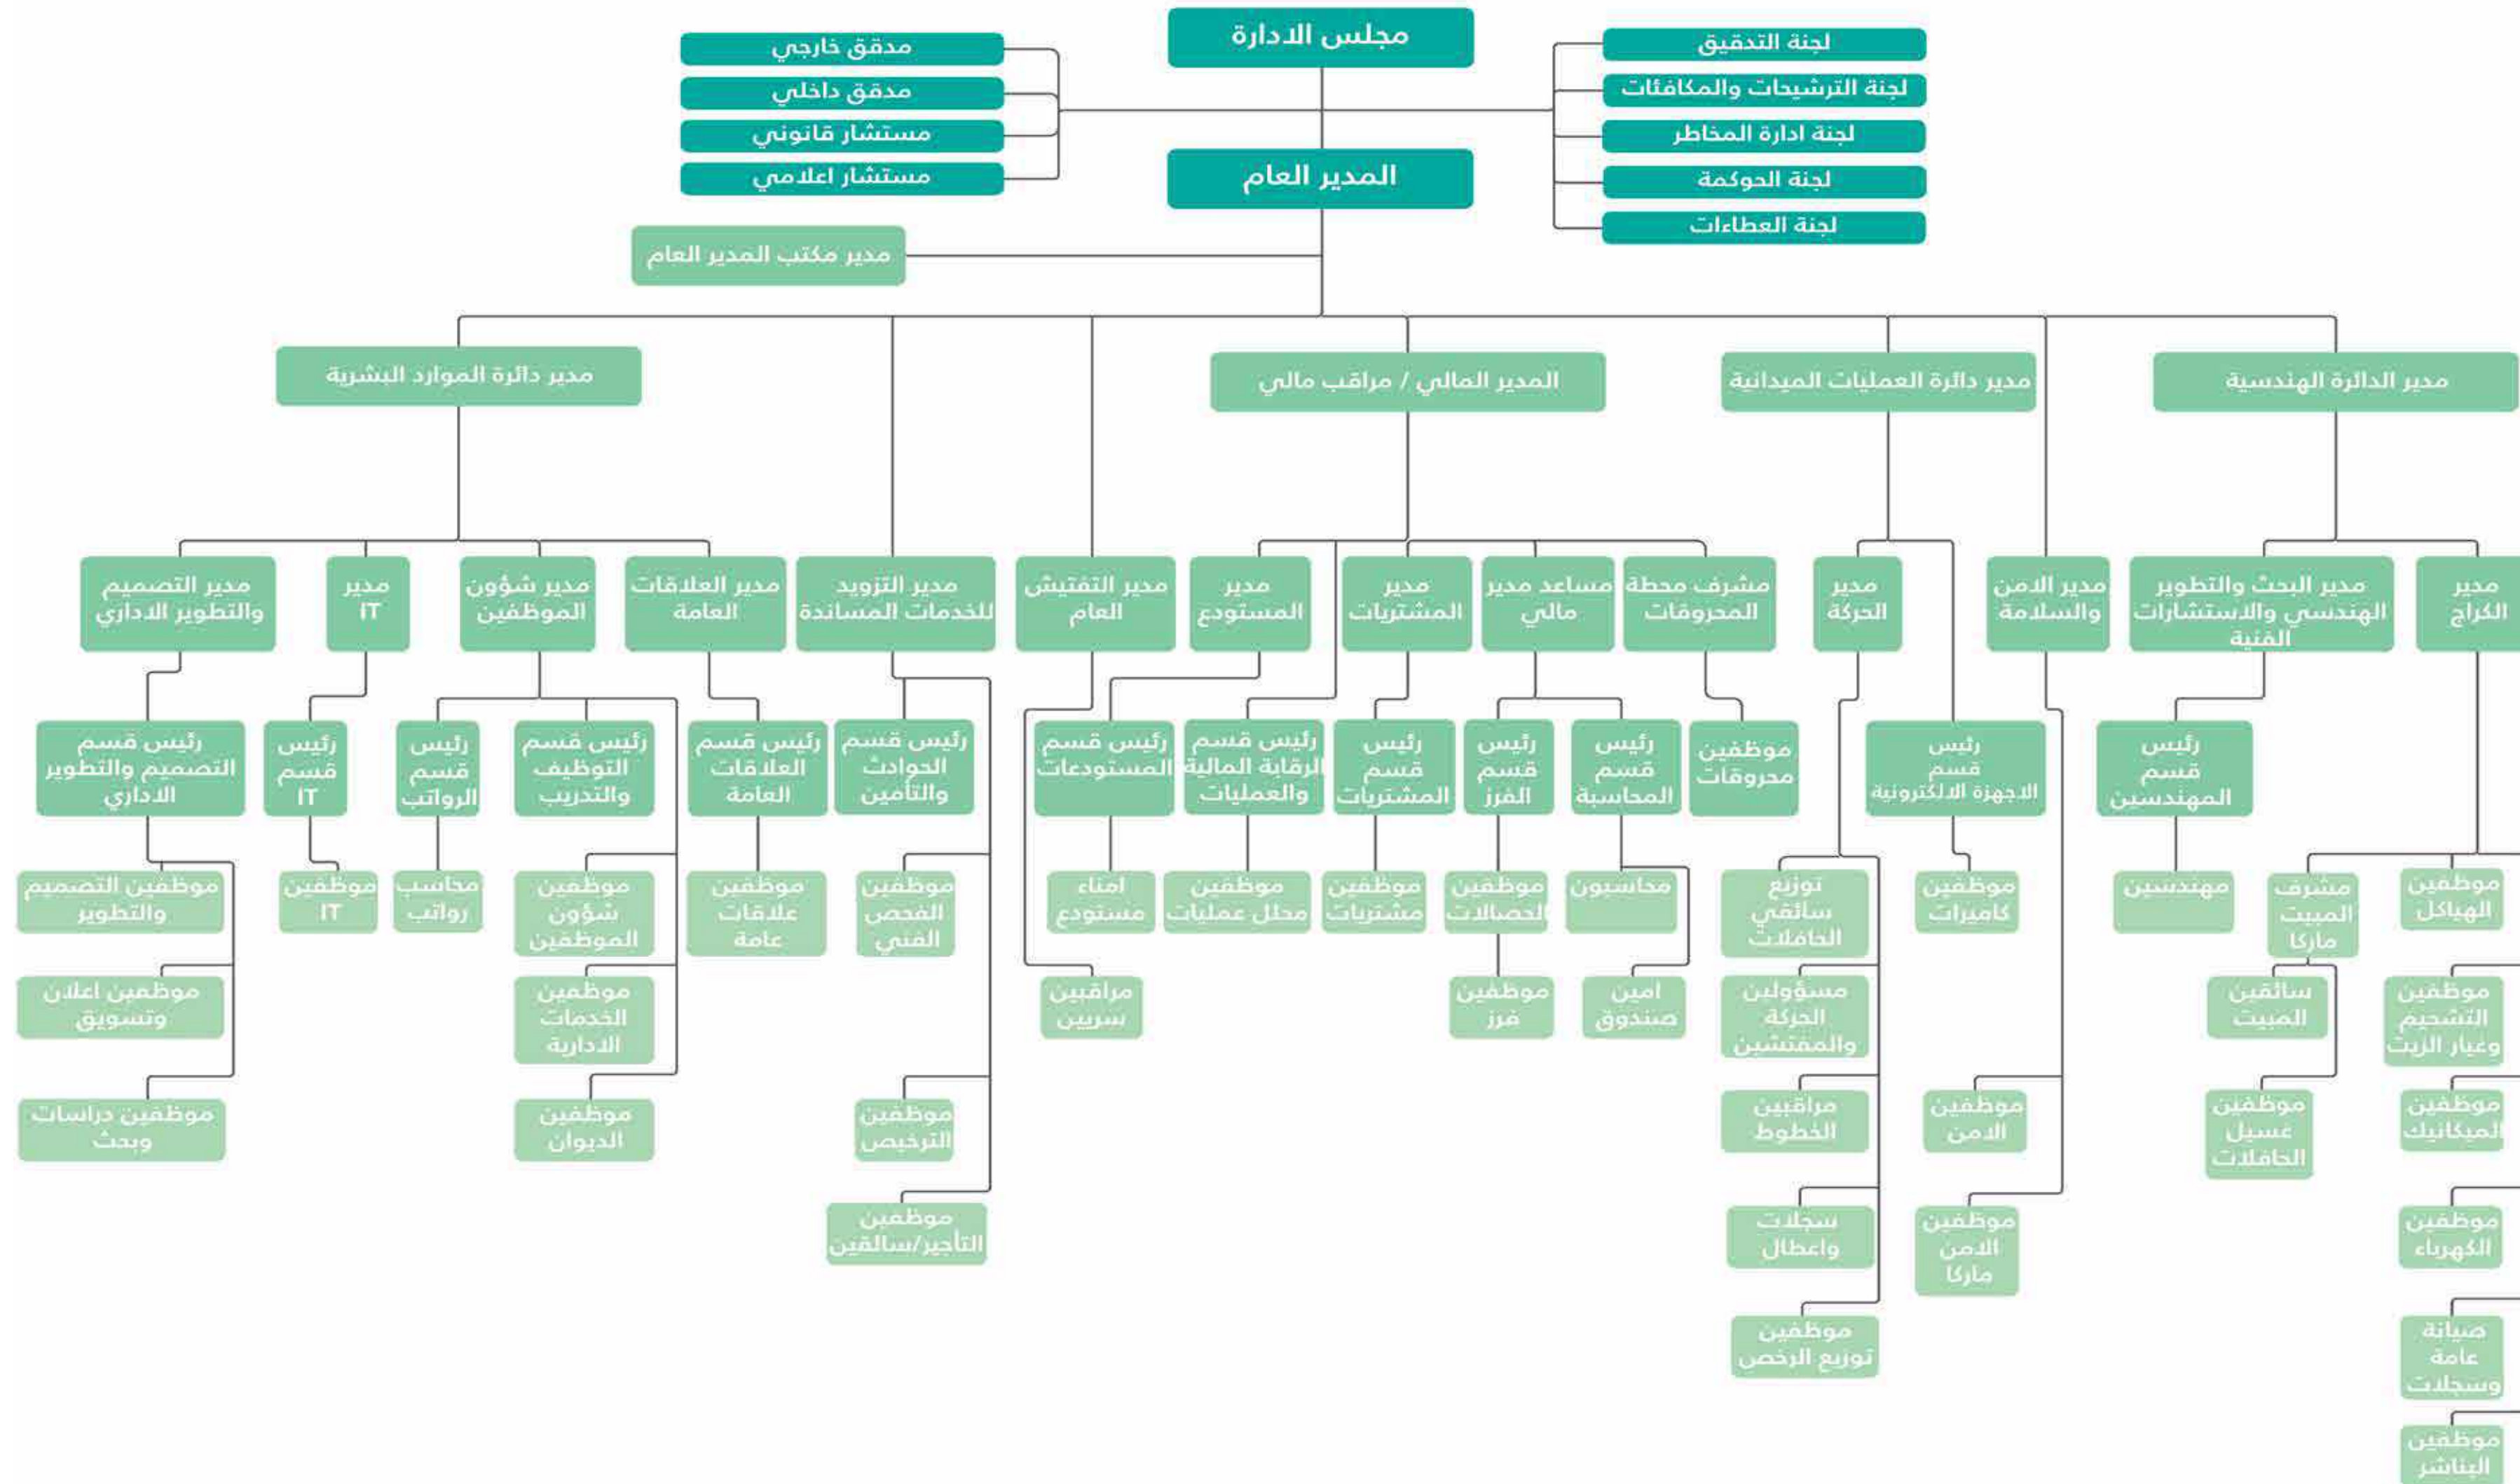 مجلس الادارة
لجنة التدقيق
لجنة الترشيحات والمكافئات
لجنة ادارة المخاطر
لجنة الحوكمة
لجنة العطاءات
مدقق خارجي
مدقق داخلي
مستشار قانوني
مستشار اعلامي
المدير العام
مدير مكتب المدير العام
مدير الدائرة الهندسية
مدير دائرة العمليات الميدانية
المدير المالي / مراقب مالي
مدير دائرة الموارد البشرية
مدير
الكراج
مدير البحث والتطوير
الهندسي والاستشارات
الفنية
مدير الامن
والسلامة
مدير
الحركة
مشرف محطة
المحروقات
مساعد مدير
مالي
مدير
المشتريات
مدير
المستودع
مدير التفتيش
العام
مدير التزويد
للخدمات المساندة
مدير العلاقات
العامة
مدير شؤون
الموظفين
مدير
IT
مدير التصميم
والتطوير الاداري
رئيس
قسم
المهندسين
رئيس
قسم
الاجهزة الالكترونية
موظفين
محروقات
رئيس
قسم
المحاسبة
رئيس
قسم
الفرز
رئيس
قسم
المشتريات
رئيس قسم
الرقابة المالية
والعمليات
رئيس قسم
المستودعات
رئيس قسم
الحوادث
والتأمين
رئيس قسم
العلاقات
العامة
رئيس قسم
التوظيف
والتدريب
رئيس
قسم
الرواتب
رئيس
قسم
IT
رئيس قسم
التصميم والتطوير
الاداري
موظفين
الهياكل
مشرف
المبيت
ماركا
مهندسين
موظفين
كاميرات
توزيع
سائقي
الحافلات
محاسبون
موظفين
الحصالات
موظفين
مشتريات
موظفين
محلل عمليات
امناء
مستودع
موظفين
الفحص
الفني
موظفين
علاقات
عامة
موظفين
شؤون
الموظفين
محاسب
رواتب
موظفين
IT
موظفين التصميم
والتطوير
موظفين
التشحيم
وغيار الزيت
سائقين
المبيت
مسؤولين
الحركة
والمفتشين
امين
صندوق
موظفين
فرز
مراقبين
سريين
موظفين
الخدمات
الادارية
موظفين اعلان
وتسويق
موظفين
الميكانيك
موظفين
غسيل
الحافلات
موظفين
الامن
مراقبين
الخطوط
موظفين
الترخيص
موظفين
الديوان
موظفين دراسات
وبحث
موظفين
الكهرباء
موظفين
الامن
ماركا
سجلات
واعطال
موظفين
التأجير/سالقين
صيانة
عامة
وسجلات
موظفين
توزيع الرخص
موظفين
البناشر